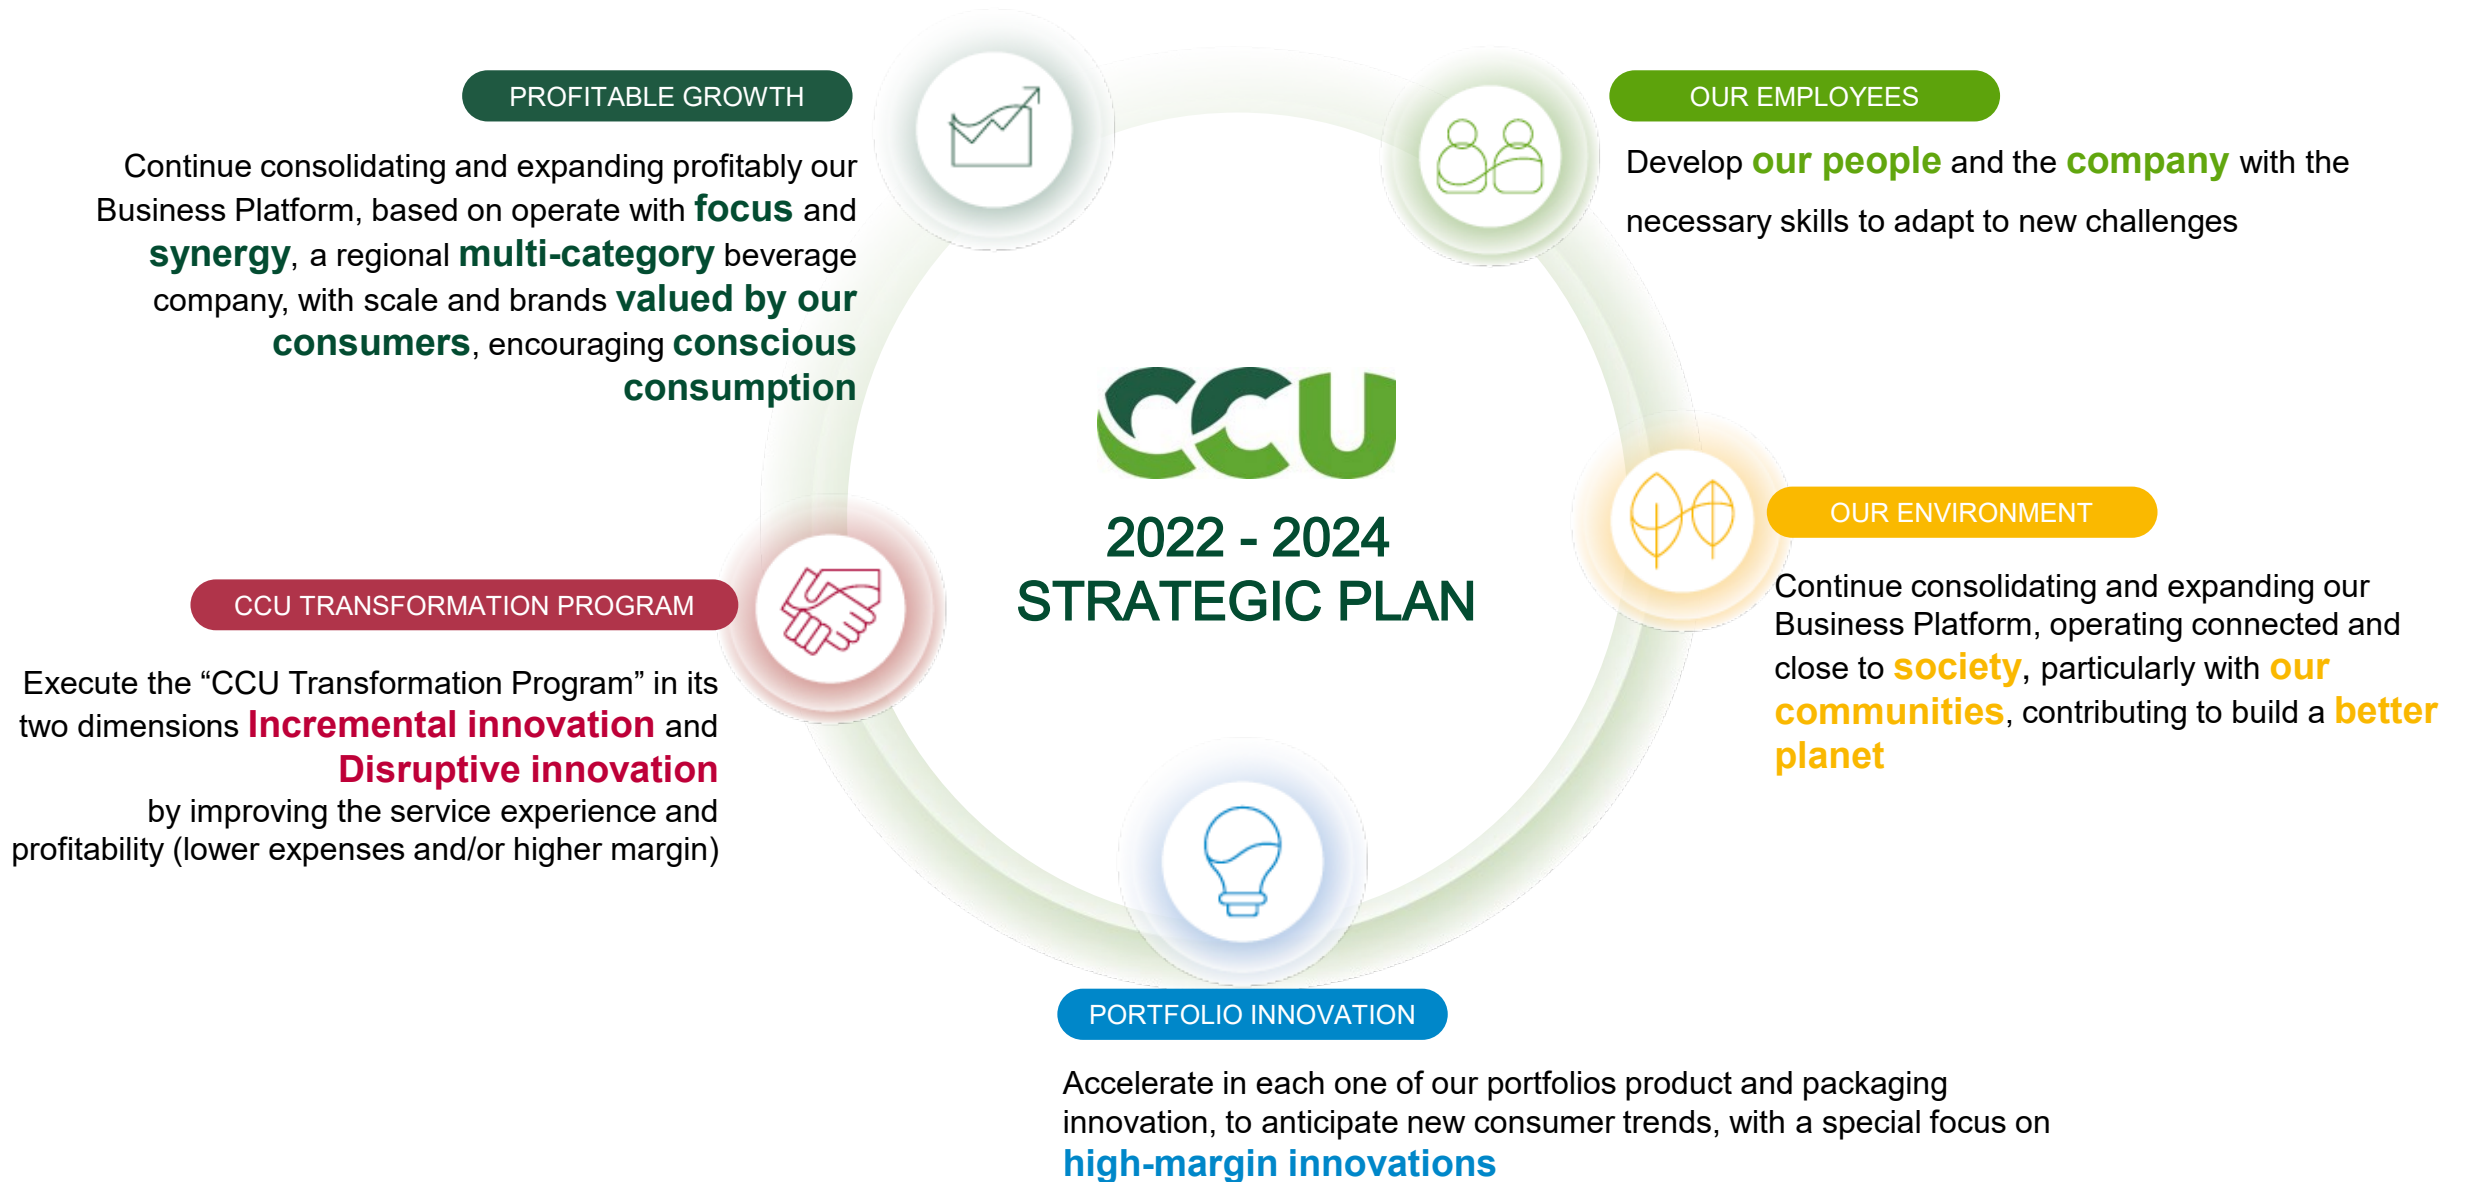 PROFITABLE GROWTH
Continue consolidating and expanding profitably our
Business Platform, based on operate with focus and
synergy, a regional multi-category beverage
company, with scale and brands valued by our
consumers, encouraging conscious
consumption
OUR EMPLOYEES
Develop our people and the company with the
necessary skills to adapt to new challenges
CCU
2022 - 2024
STRATEGIC PLAN
OUR ENVIRONMENT
Continue consolidating and expanding our
Business Platform, operating connected and
close to society, particularly with our
communities, contributing to build a better
planet
CCU TRANSFORMATION PROGRAM
Execute the “CCU Transformation Program” in its
two dimensions Incremental innovation and
Disruptive innovation
by improving the service experience and
profitability (lower expenses and/or higher margin)
PORTFOLIO INNOVATION
Accelerate in each one of our portfolios product and packaging
innovation, to anticipate new consumer trends, with a special focus on
high-margin innovations